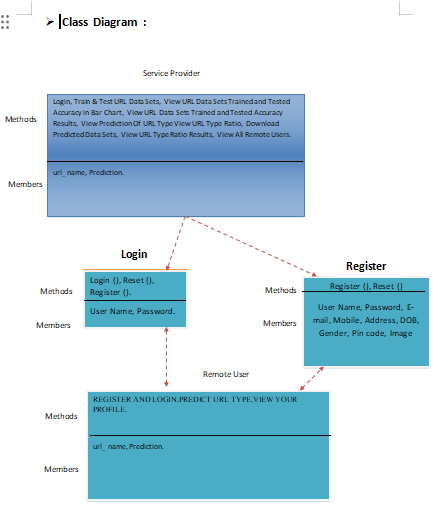 ➤ Class Diagram :
Service Provider
Methods
Login, Train & Test URL Data Sets, View URL Data Sets Trained and Tested
Accuracy in Bar Chart, View URL Data Sets Trained and Tested Accuracy
Results, View Prediction Of URL Type View URL Type Ratio, Download
Predicted Data Sets, View URL Type Ratio Results, View All Remote Users.
Members
url_name, Prediction.
Login
Methods
Login (), Reset (),
Register ().
Members
User Name, Password.
Register
Methods
Register (), Reset ()
Members
User Name, Password, E-
mail, Mobile, Address, DOB,
Gender, Pin code, Image
Remote User
Methods
REGISTER AND LOGIN,PREDICT URL TYPE,VIEW YOUR
PROFILE.
Members
url_name, Prediction.